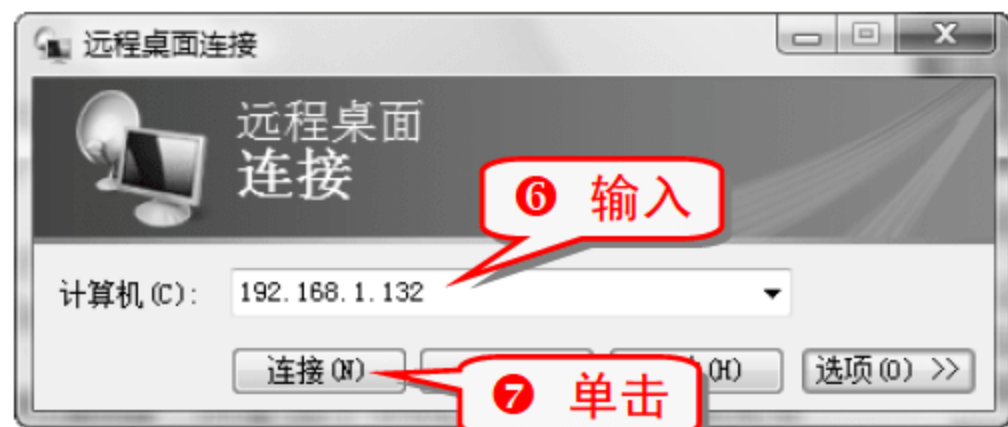 远程桌面连接
远程桌面
连接
❻ 输入
计算机(C):
192.168.1.132
连接(N)
(H)
选项(O) >>
❼ 单击